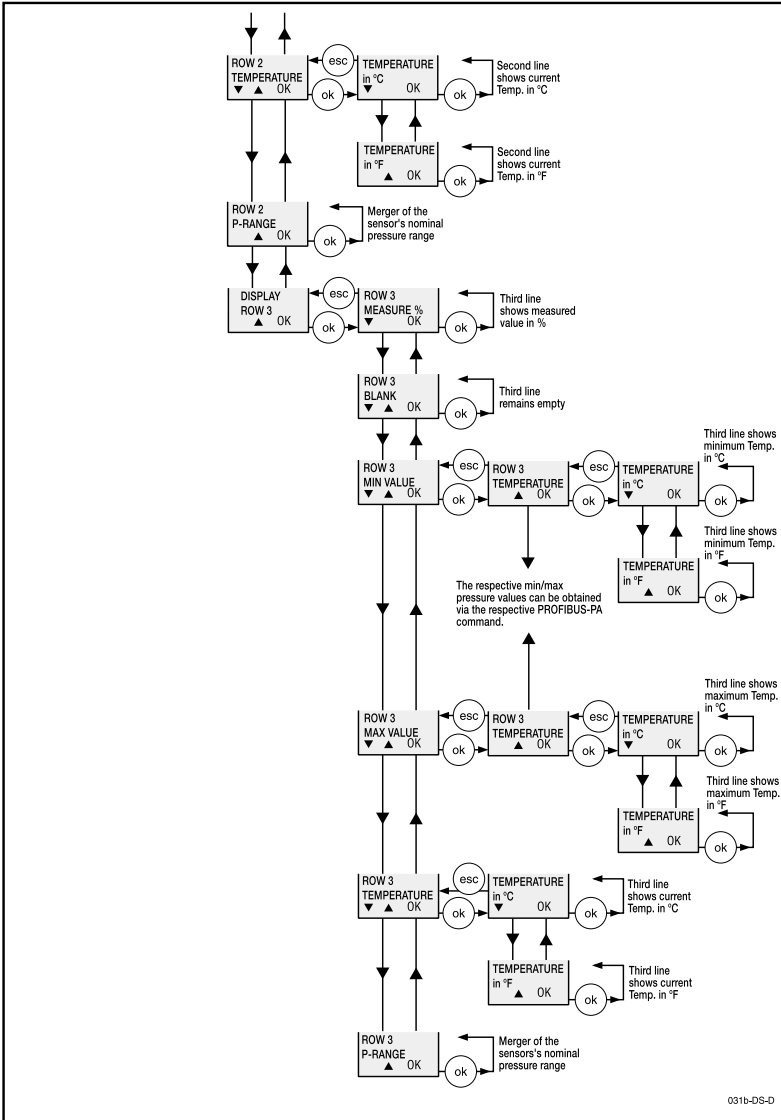 ROW 2
TEMPERATURE
▼ ▲ OK
esc
ok
TEMPERATURE
in °C
▼ OK
ok
Second line
shows current
Temp. in °C
TEMPERATURE
in °F
▲ OK
ok
Second line
shows current
Temp. in °F
ROW 2
P-RANGE
▲ OK
ok
Merger of the
sensor's nominal
pressure range
DISPLAY
ROW 3
▲ OK
esc
ok
ROW 3
MEASURE %
▼ OK
ok
Third line
shows measured
value in %
ROW 3
BLANK
▼ ▲ OK
ok
Third line
remains empty
ROW 3
MIN VALUE
▼ ▲ OK
esc
ok
ROW 3
TEMPERATURE
▲ OK
esc
ok
TEMPERATURE
in °C
▼ OK
ok
Third line shows
minimum Temp.
in °C
TEMPERATURE
in °F
▲ OK
ok
Third line shows
minimum Temp.
in °F
The respective min/max
pressure values can be obtained
via the respective PROFIBUS-PA
command.
ROW 3
MAX VALUE
▼ ▲ OK
esc
ok
ROW 3
TEMPERATURE
▲ OK
esc
ok
TEMPERATURE
in °C
▼ OK
ok
Third line shows
maximum Temp.
in °C
TEMPERATURE
in °F
▲ OK
ok
Third line shows
maximum Temp.
in °F
ROW 3
TEMPERATURE
▼ ▲ OK
esc
ok
TEMPERATURE
in °C
▼ OK
ok
Third line
shows current
Temp. in °C
TEMPERATURE
in °F
▲ OK
ok
Third line
shows current
Temp. in °F
ROW 3
P-RANGE
▲ OK
ok
Merger of the
sensors's nominal
pressure range
031b-DS-D